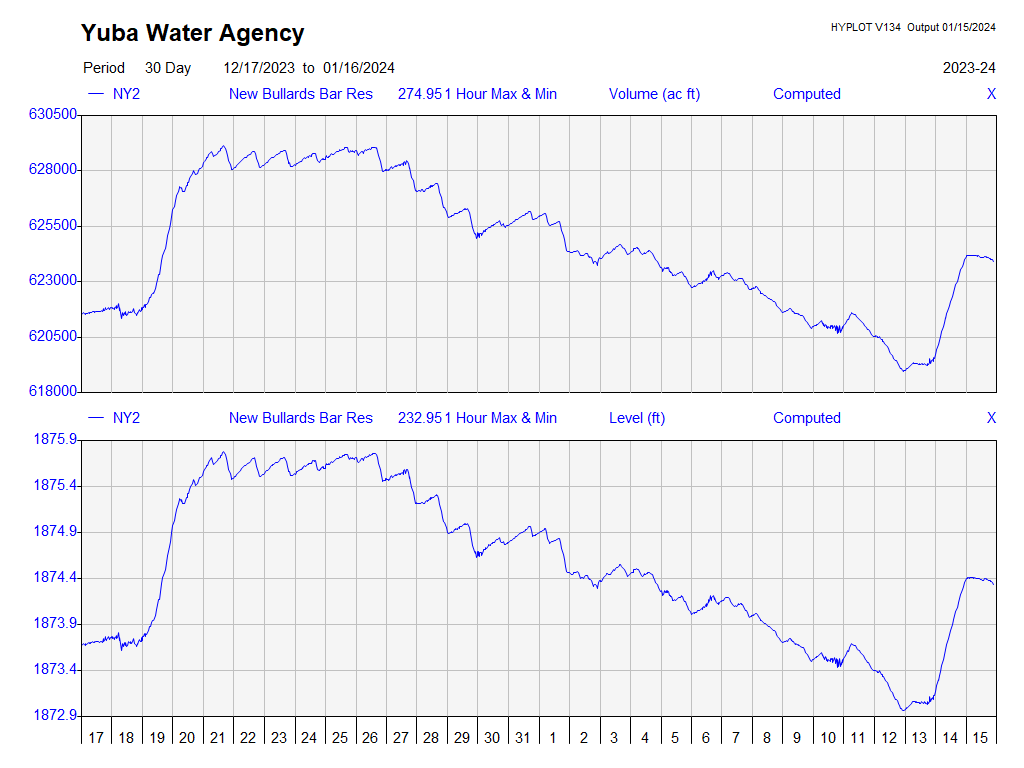 Yuba Water Agency
HYPLOT V134 Output 01/15/2024
Period 30 Day 12/17/2023 to 01/16/2024 2023-24
NY2 New Bullards Bar Res 274.95 1 Hour Max & Min Volume (ac ft) Computed X
630500
628000
625500
623000
620500
618000
NY2 New Bullards Bar Res 232.95 1 Hour Max & Min Level (ft) Computed X
1875.9
1875.4
1874.9
1874.4
1873.9
1873.4
1872.9
17 18 19 20 21 22 23 24 25 26 27 28 29 30 31 1 2 3 4 5 6 7 8 9 10 11 12 13 14 15